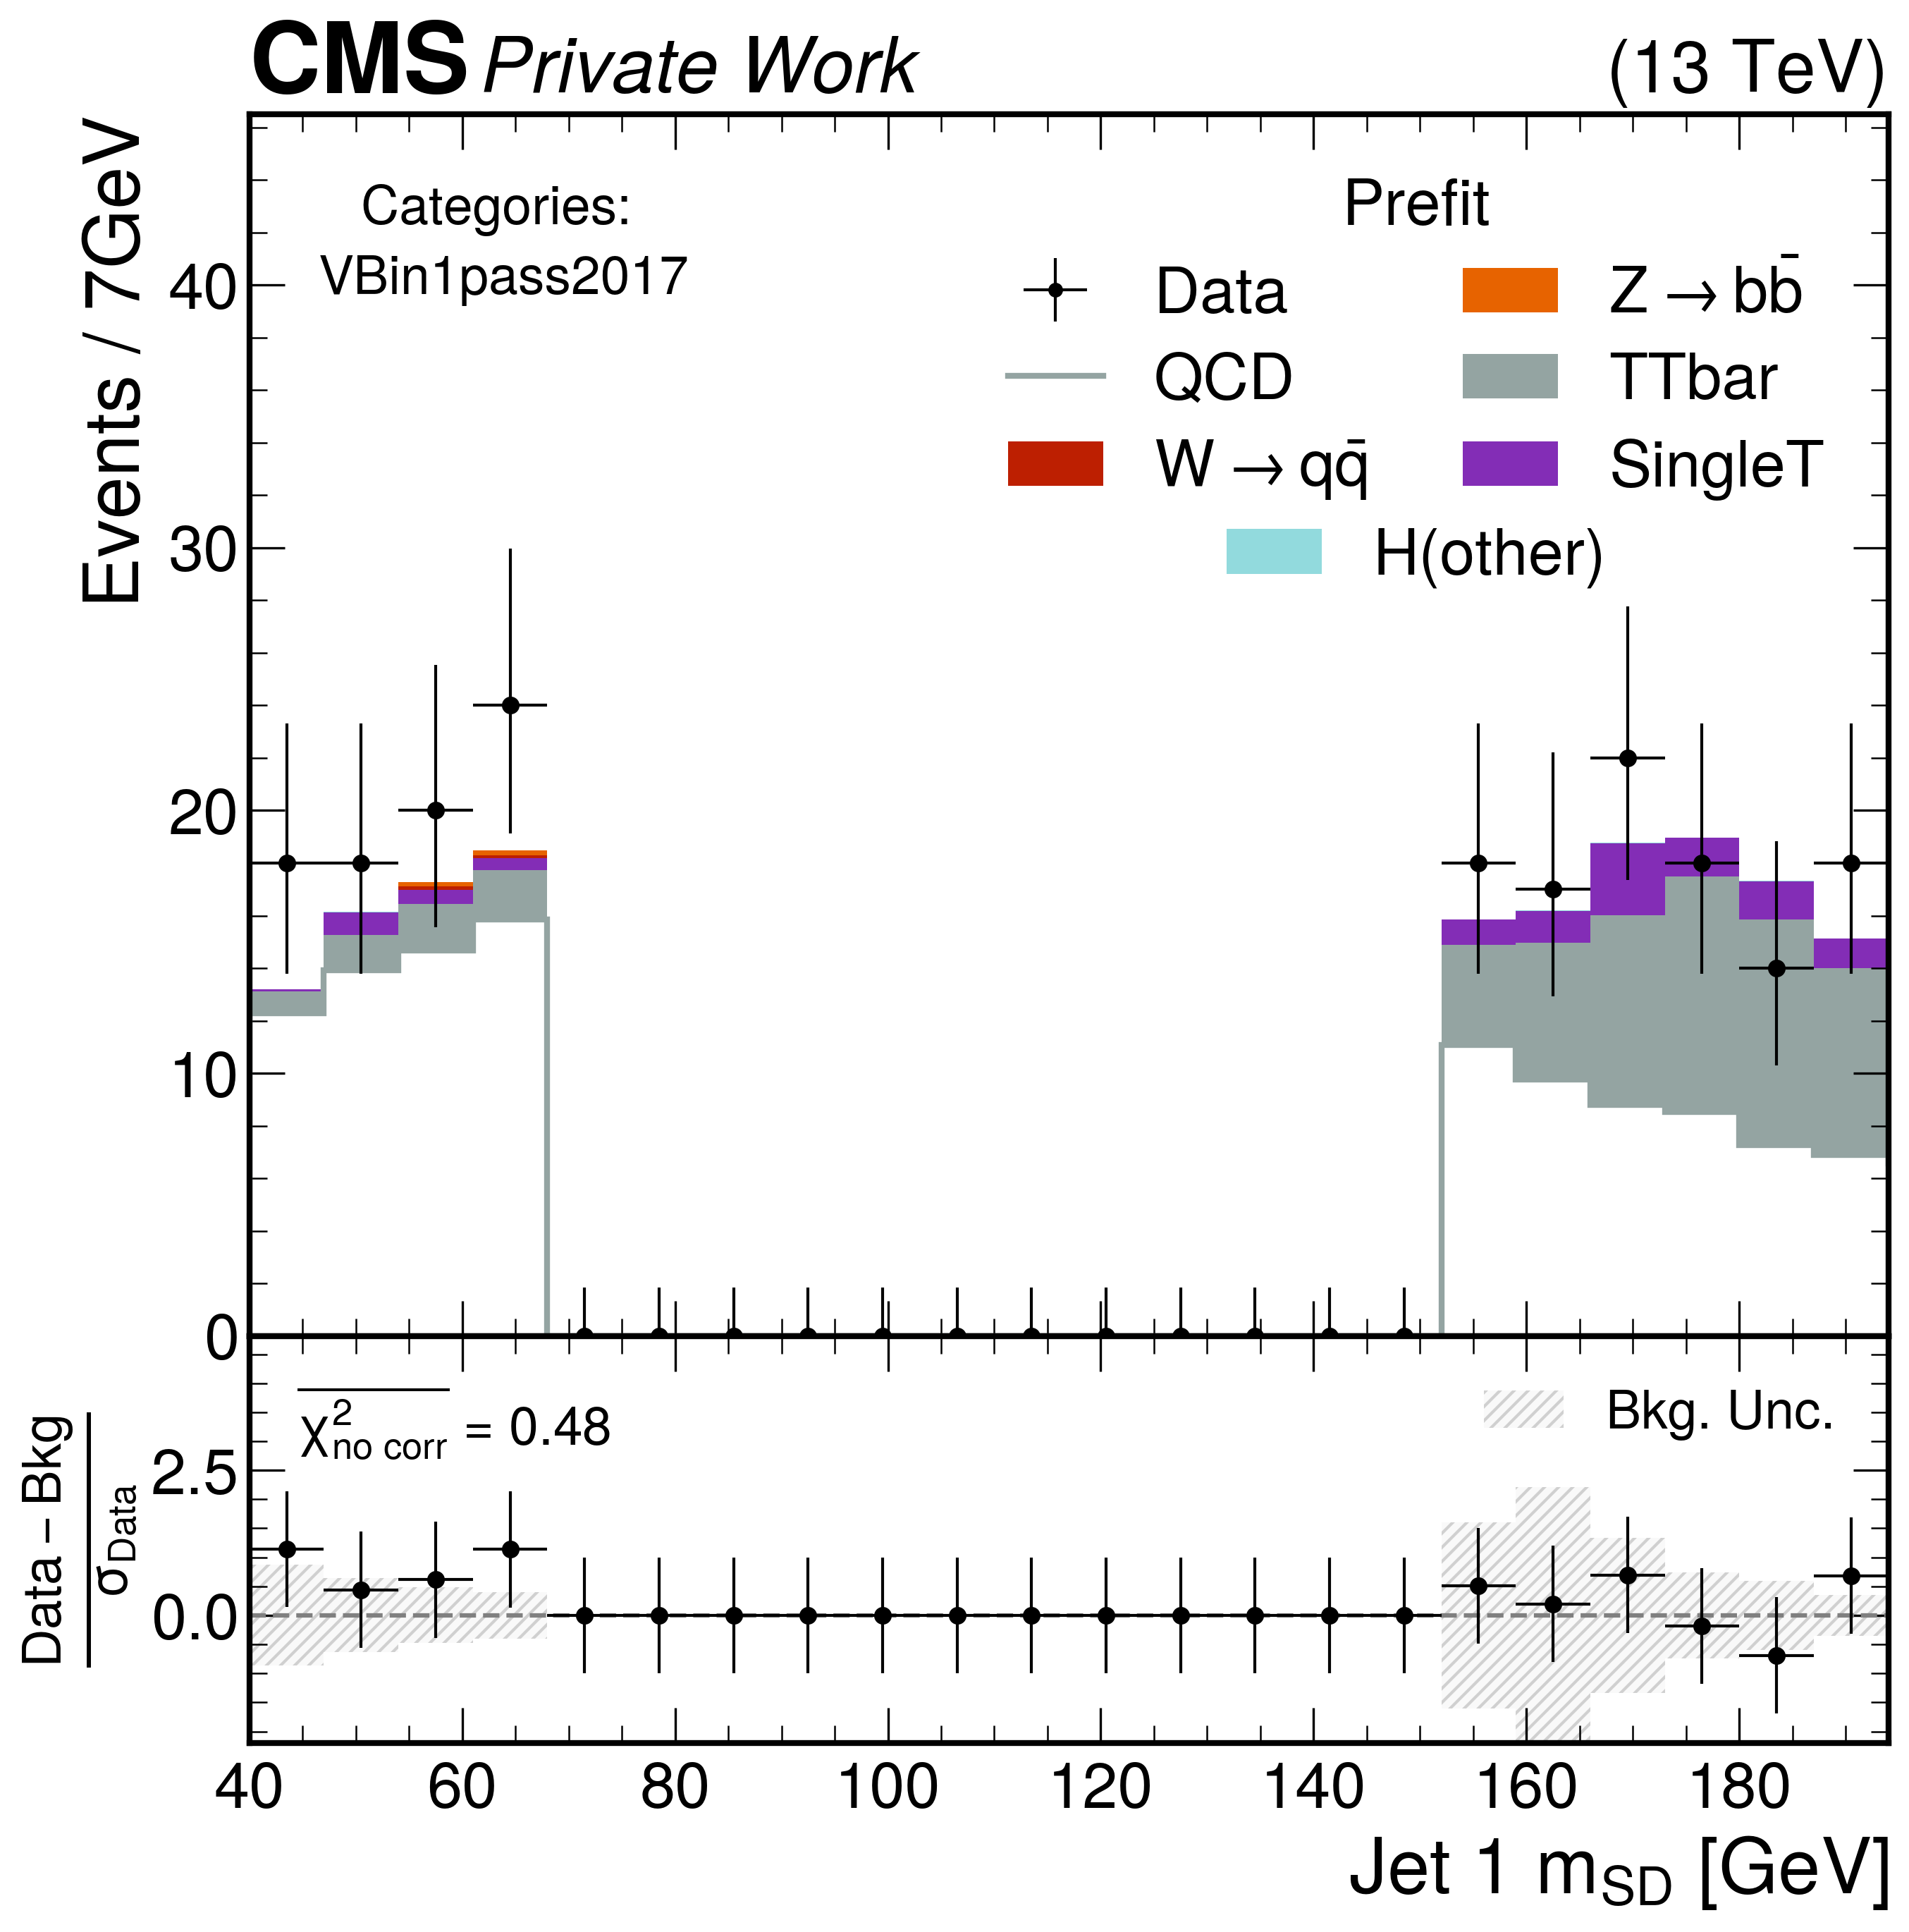 CMS Private Work (13 TeV)
Events / 7GeV
Categories:
VBin1pass2017
Prefit
Data
Z → bb̄
QCD
TTbar
W → qq̄
SingleT
H(other)
40
30
20
10
0
χ²no corr = 0.48
Bkg. Unc.
Data − Bkg
σData
2.5
0.0
40 60 80 100 120 140 160 180
Jet 1 mSD [GeV]